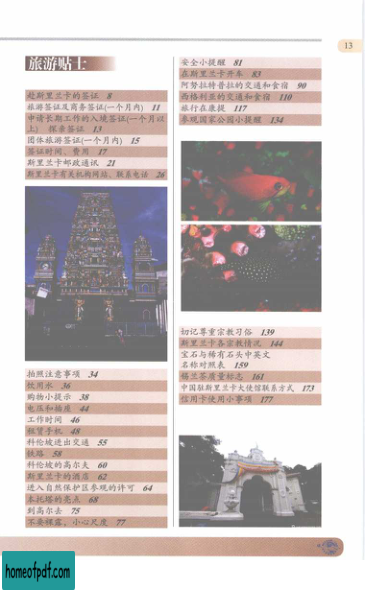 13
旅游贴士
赴斯里兰卡的签证 8
旅游签证及商务签证(一个月内) 11
申请长期工作的入境签证(一个月以
上) 探亲签证 13
团体旅游签证(一个月内) 15
签证时间、费用 17
斯里兰卡邮政通讯 21
斯里兰卡有关机构网站、联系电话 26
拍照注意事项 34
饮用水 36
购物小提示 38
电压和插座 44
工作时间 46
租赁手机 48
科伦坡进出交通 55
铁路 58
科伦坡的高尔夫 60
斯里兰卡的酒店 62
进入自然保护区参观的许可 64
本托塔的亮点 68
到高尔去 75
不要裸露，小心尺度 77
安全小提醒 81
在斯里兰卡开车 83
阿努拉特普拉的交通和食宿 90
西格利亚的交通和食宿 110
旅行在康提 117
参观国家公园小提醒 134
切记尊重宗教习俗 139
斯里兰卡各宗教情况 144
宝石与稀有石头中英文
名称对照表 159
锡兰茶质量标志 161
中国驻斯里兰卡大使馆联系方式 173
信用卡使用小事项 177
homeofpdf.com